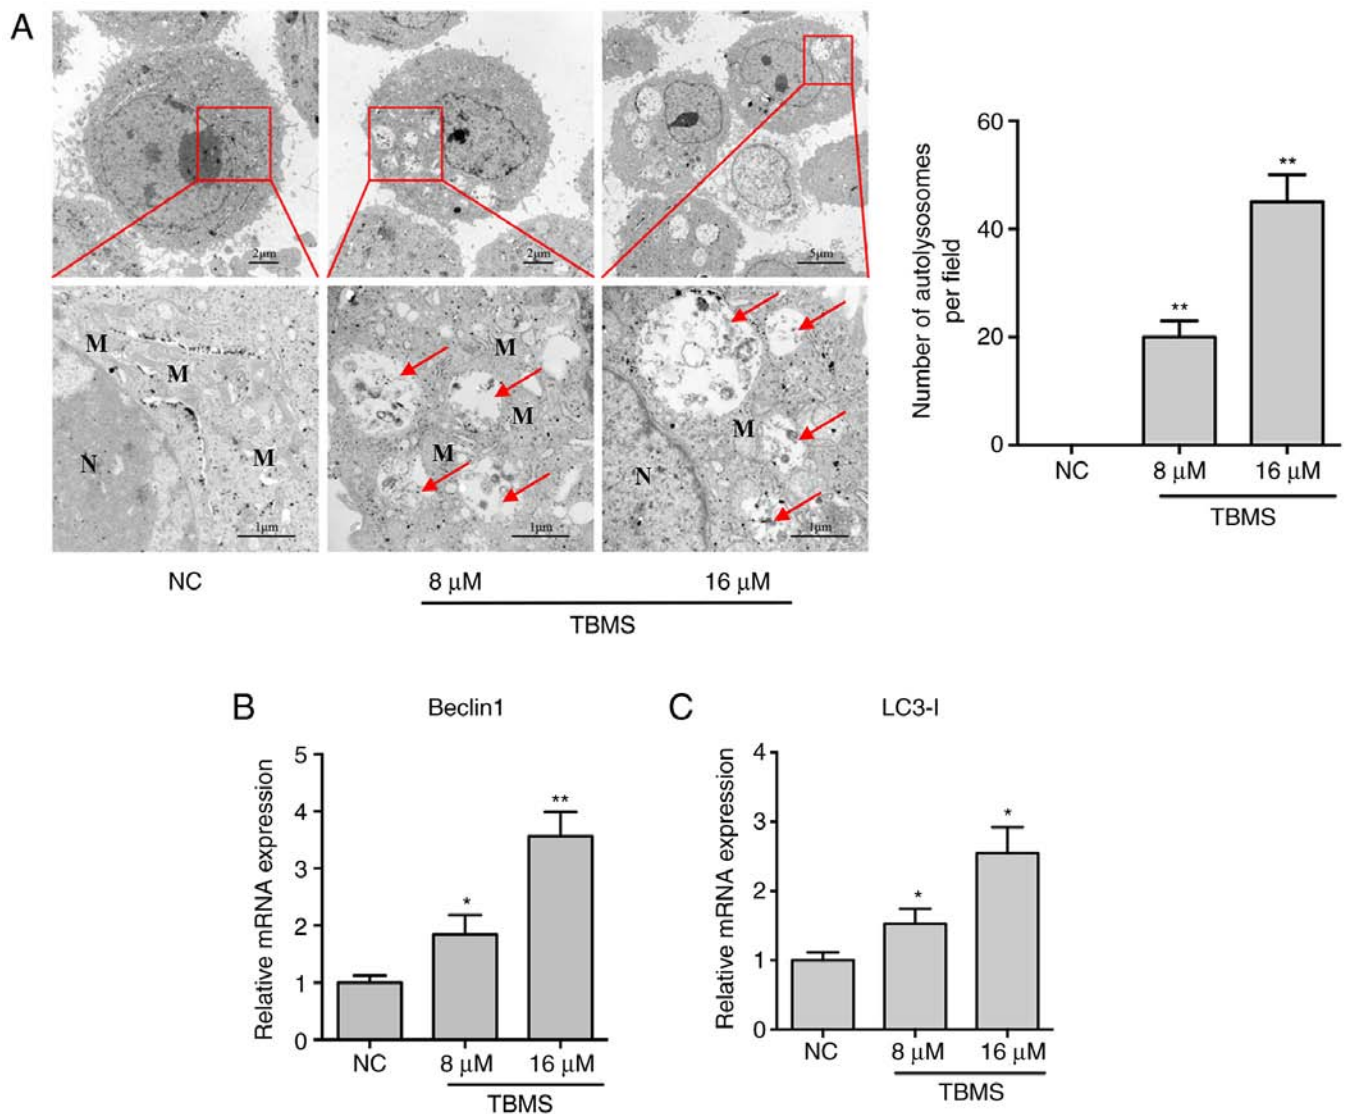 A
2μm
2μm
5μm
M
M
M
N
1μm
M
M
M
1μm
M
N
1μm
NC
8 μM
16 μM
TBMS
Number of autolysosomes
per field
60
40
20
0
**
**
NC
8 μM
16 μM
TBMS
B
Beclin1
Relative mRNA expression
5
4
3
2
1
0
*
**
NC
8 μM
16 μM
TBMS
C
LC3-I
Relative mRNA expression
4
3
2
1
0
*
*
NC
8 μM
16 μM
TBMS